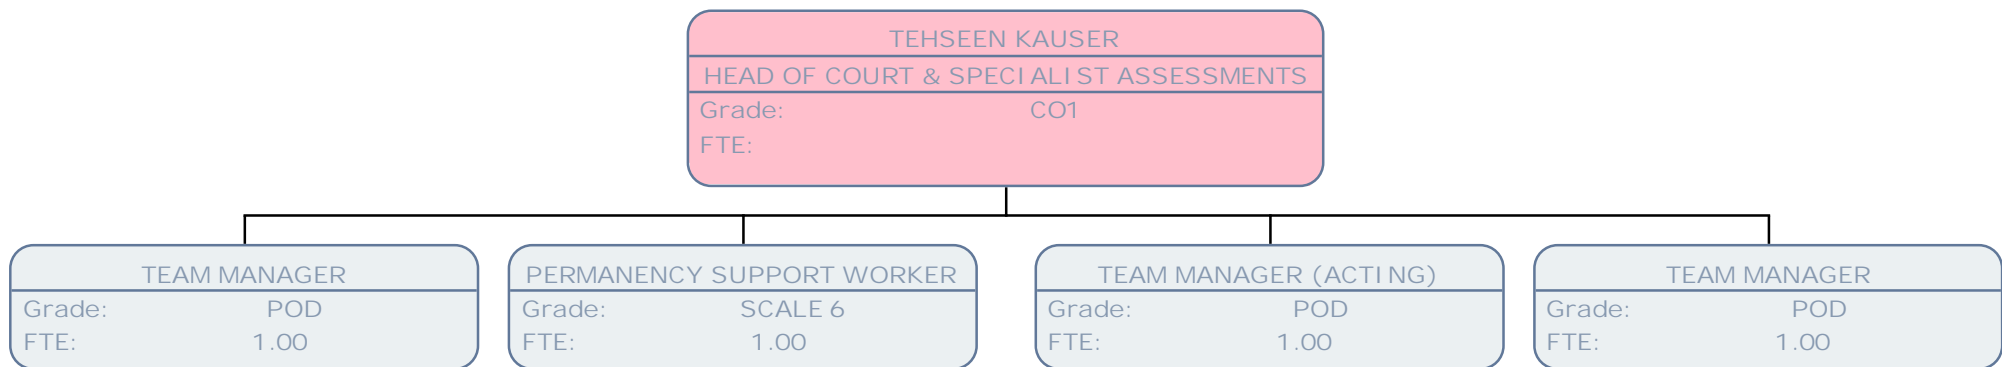 TEHSEEN KAUSER
HEAD OF COURT & SPECIALIST ASSESSMENTS
Grade: CO1
FTE:
TEAM MANAGER
Grade: POD
FTE: 1.00
PERMANENCY SUPPORT WORKER
Grade: SCALE 6
FTE: 1.00
TEAM MANAGER (ACTING)
Grade: POD
FTE: 1.00
TEAM MANAGER
Grade: POD
FTE: 1.00